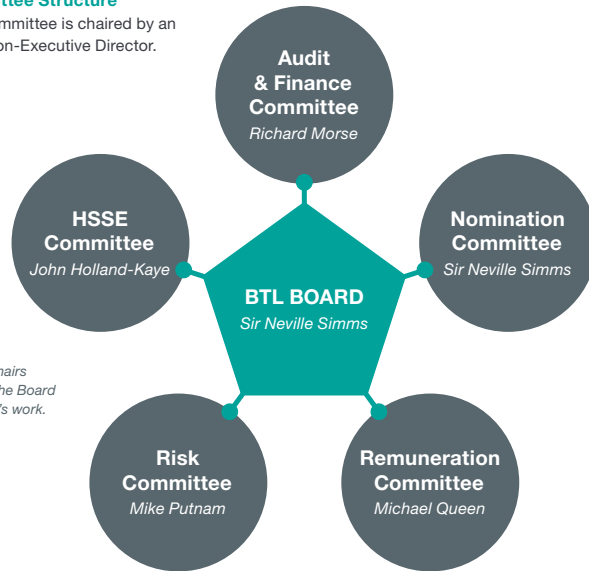 ttee Structure
ommittee is chaired by an
on-Executive Director.
Audit
& Finance
Committee
Richard Morse
HSSE
Committee
John Holland-Kaye
Nomination
Committee
Sir Neville Simms
BTL BOARD
Sir Neville Simms
hairs
he Board
's work.
Risk
Committee
Mike Putnam
Remuneration
Committee
Michael Queen